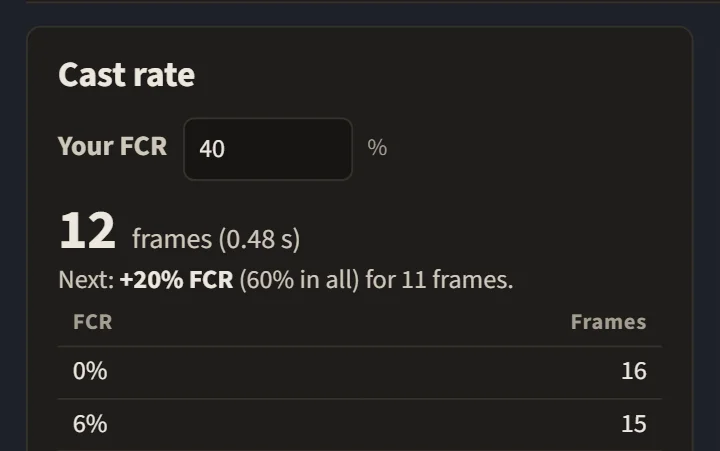 Cast rate
Your FCR 40 %
12 frames (0.48 s)
Next: +20% FCR (60% in all) for 11 frames.
FCR Frames
0% 16
6% 15